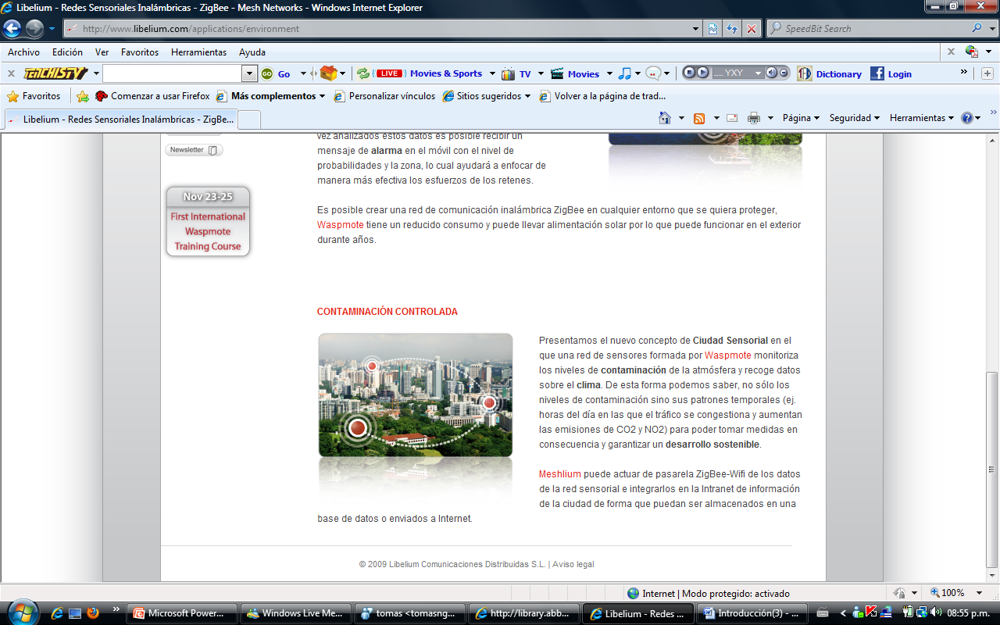 Libelium - Redes Sensoriales Inalámbricas - ZigBee - Mesh Networks - Windows Internet Explorer
http://www.libelium.com/applications/environment
SpeedBit Search
Archivo Edición Ver Favoritos Herramientas Ayuda
TENCHISTV Go LIVE Movies & Sports TV Movies ...... YXY Dictionary Login
Favoritos Comenzar a usar Firefox Más complementos Personalizar vínculos Sitios sugeridos Volver a la página de trad...
Libelium - Redes Sensoriales Inalámbricas - ZigBe... Página Seguridad Herramientas
vez analizados estos datos es posible recibir un
mensaje de alarma en el móvil con el nivel de
probabilidades y la zona, lo cual ayudará a enfocar de
manera más efectiva los esfuerzos de los retenes.
Newsletter
Nov 23-25
First International
Waspmote
Training Course
Es posible crear una red de comunicación inalámbrica ZigBee en cualquier entorno que se quiera proteger,
Waspmote tiene un reducido consumo y puede llevar alimentación solar por lo que puede funcionar en el exterior
durante años.
CONTAMINACIÓN CONTROLADA
Presentamos el nuevo concepto de Ciudad Sensorial en el
que una red de sensores formada por Waspmote monitoriza
los niveles de contaminación de la atmósfera y recoge datos
sobre el clima. De esta forma podemos saber, no sólo los
niveles de contaminación sino sus patrones temporales (ej.
horas del día en las que el tráfico se congestiona y aumentan
las emisiones de CO2 y NO2) para poder tomar medidas en
consecuencia y garantizar un desarrollo sostenible.
Meshlium puede actuar de pasarela ZigBee-Wifi de los datos
de la red sensorial e integrarlos en la Intranet de información
de la ciudad de forma que puedan ser almacenados en una
base de datos o enviados a Internet.
© 2009 Libelium Comunicaciones Distribuidas S.L. | Aviso legal
Internet | Modo protegido: activado 100%
Microsoft Power... Windows Live Me... tomas <tomasng... http://library.abb... Libelium - Redes ... Introducción(3) - ... 08:55 p.m.